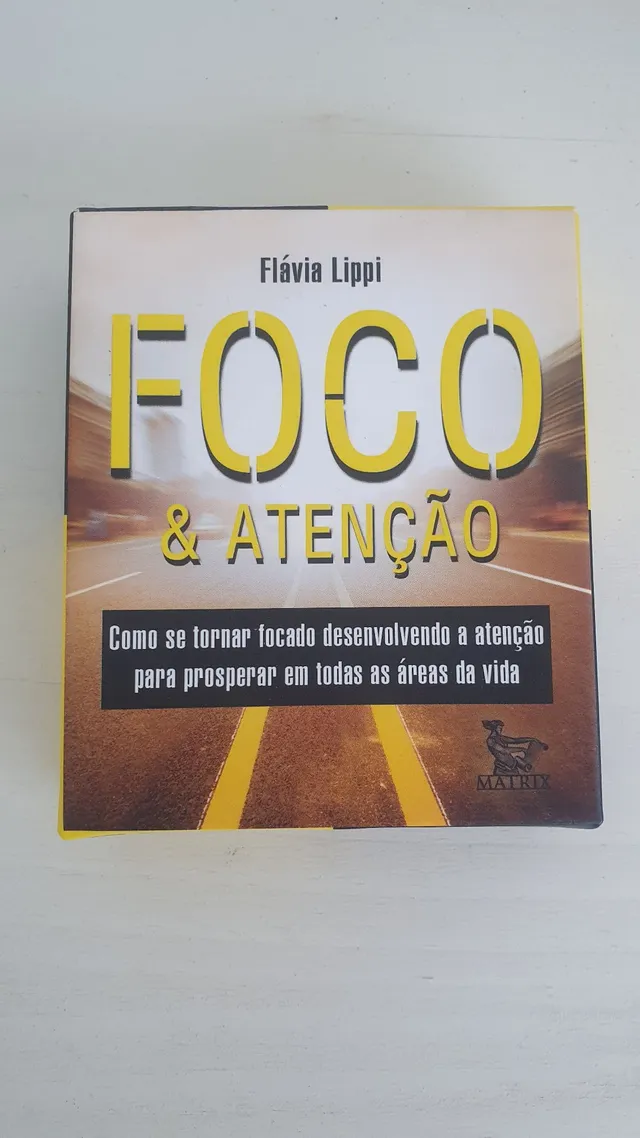 Flávia Lippi
FOCO
& ATENÇÃO
Como se tornar focado desenvolvendo a atenção
para prosperar em todas as áreas da vida
MATRIX